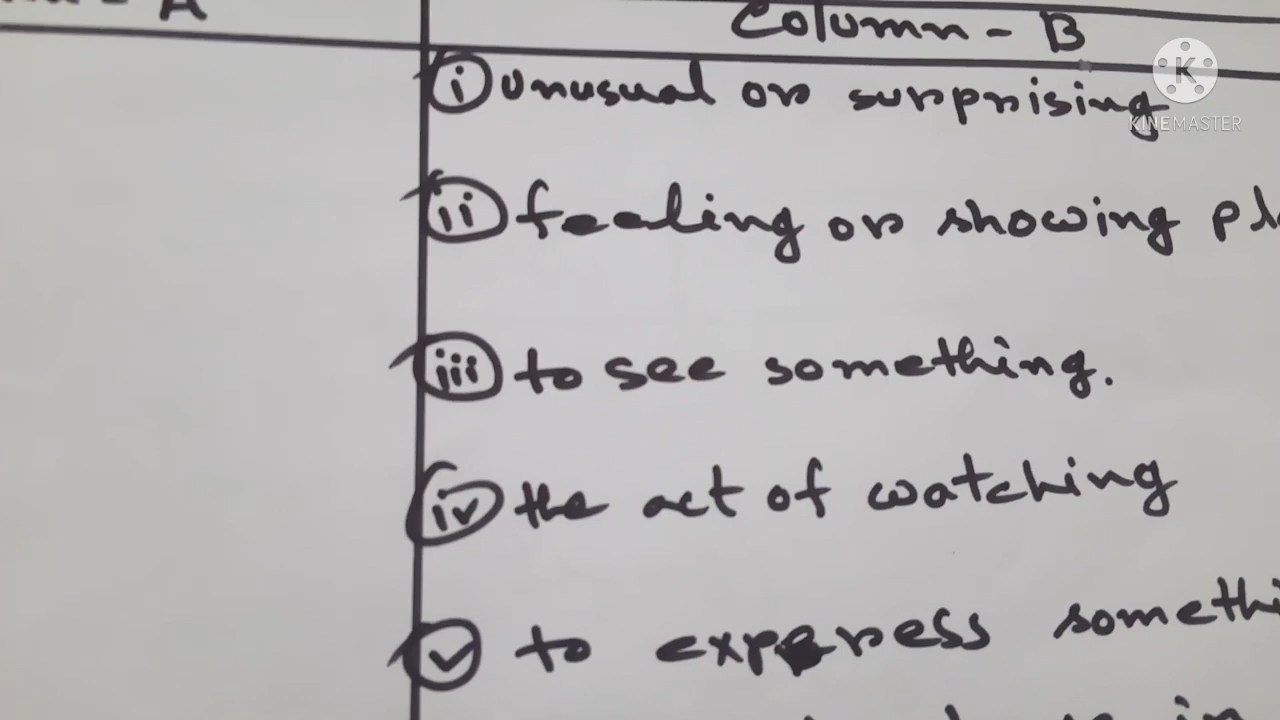 A
Column - B
i unusual or surprising
ii feeling or showing
iii to see something.
iv the act of watching
v to express
in
KINEMASTER